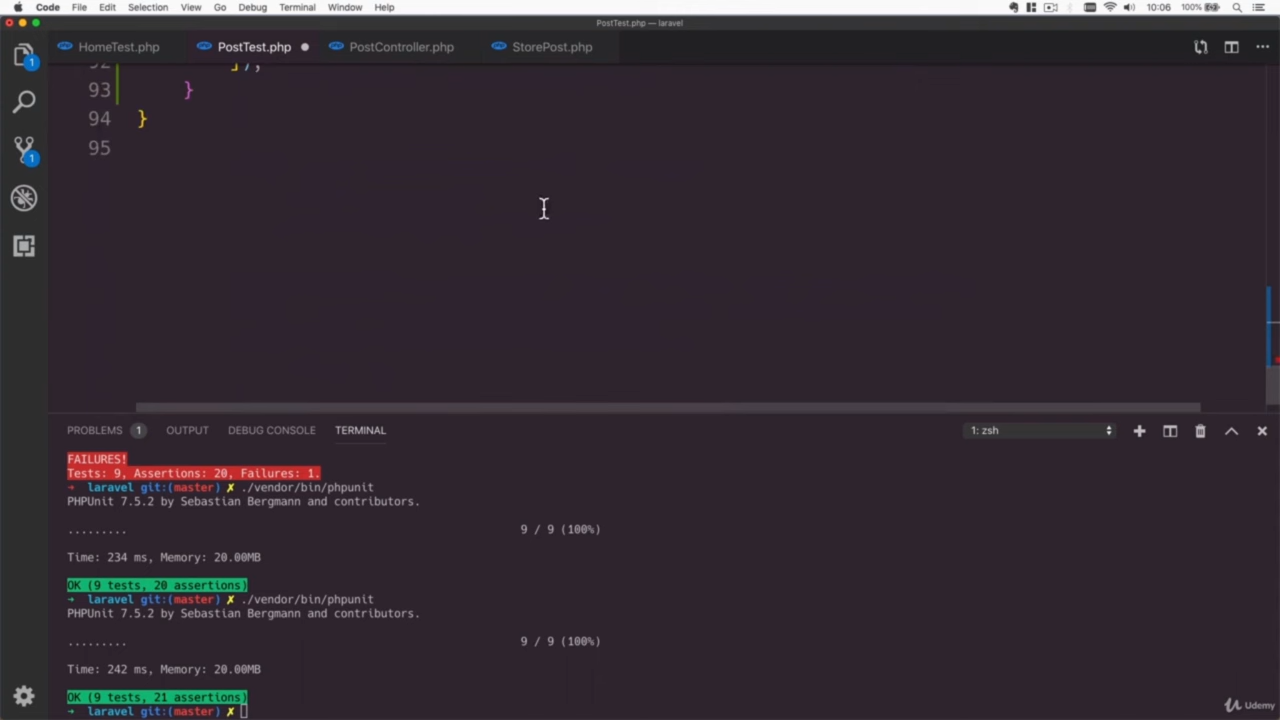 Code File Edit Selection View Go Debug Terminal Window Help 10:06 100%
PostTest.php — laravel
HomeTest.php PostTest.php PostController.php StorePost.php
1
92 ]);
93 }
94 }
95
1
PROBLEMS 1 OUTPUT DEBUG CONSOLE TERMINAL 1: zsh
FAILURES!
Tests: 9, Assertions: 20, Failures: 1.
→ laravel git:(master) ✗ ./vendor/bin/phpunit
PHPUnit 7.5.2 by Sebastian Bergmann and contributors.
......... 9 / 9 (100%)
Time: 234 ms, Memory: 20.00MB
OK (9 tests, 20 assertions)
→ laravel git:(master) ✗ ./vendor/bin/phpunit
PHPUnit 7.5.2 by Sebastian Bergmann and contributors.
......... 9 / 9 (100%)
Time: 242 ms, Memory: 20.00MB
OK (9 tests, 21 assertions)
→ laravel git:(master) ✗
Udemy